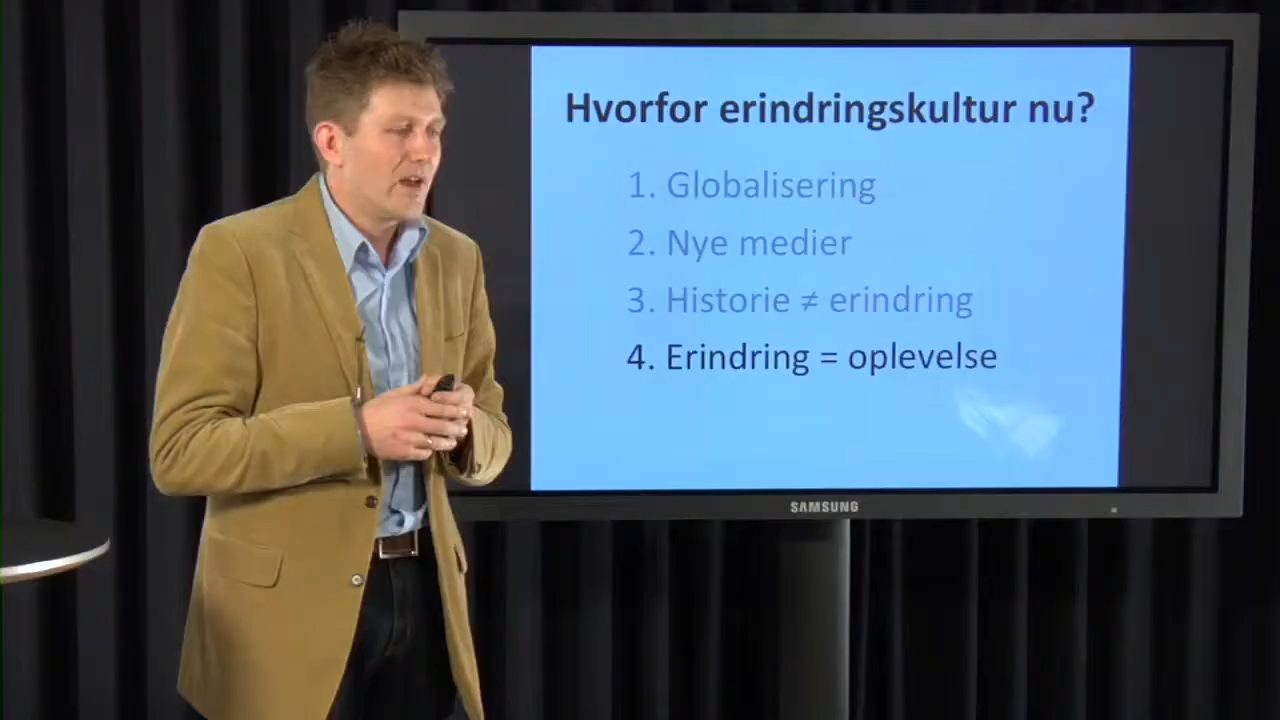 Hvorfor erindringskultur nu?
1. Globalisering
2. Nye medier
3. Historie ≠ erindring
4. Erindring = oplevelse
SAMSUNG